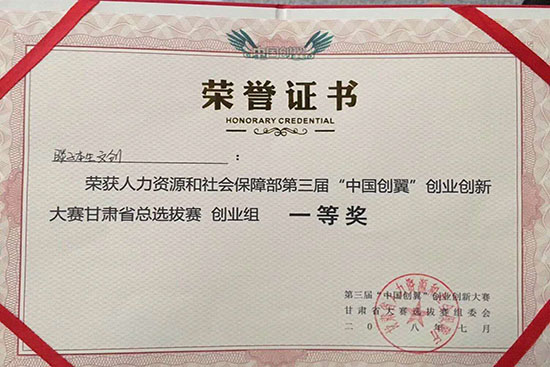 中国创翼
荣誉证书
HONORARY CREDENTIAL
本生文创:
荣获人力资源和社会保障部第三届“中国创翼”创业创新
大赛甘肃省总选拔赛 创业组 一等奖
第三届“中国创翼”创业创新大赛
甘肃省大赛选拔赛组委会
二〇一八年七月